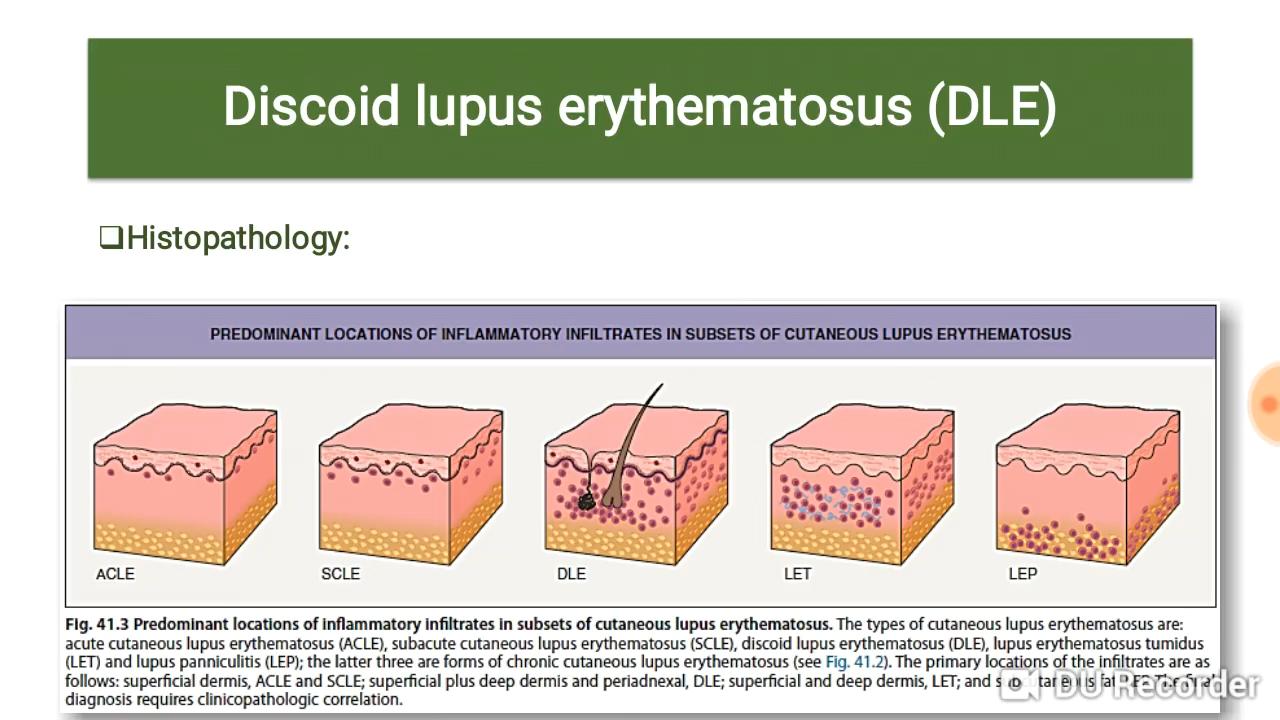 Discoid lupus erythematosus (DLE)
❑Histopathology:
PREDOMINANT LOCATIONS OF INFLAMMATORY INFILTRATES IN SUBSETS OF CUTANEOUS LUPUS ERYTHEMATOSUS
ACLE SCLE DLE LET LEP
Fig. 41.3 Predominant locations of inflammatory infiltrates in subsets of cutaneous lupus erythematosus. The types of cutaneous lupus erythematosus are:
acute cutaneous lupus erythematosus (ACLE), subacute cutaneous lupus erythematosus (SCLE), discoid lupus erythematosus (DLE), lupus erythematosus tumidus
(LET) and lupus panniculitis (LEP); the latter three are forms of chronic cutaneous lupus erythematosus (see Fig. 41.2). The primary locations of the infiltrates are as
follows: superficial dermis, ACLE and SCLE; superficial plus deep dermis and periadnexal, DLE; superficial and deep dermis, LET; and subcutaneous fat, LEP. The final
diagnosis requires clinicopathologic correlation.
DU Recorder